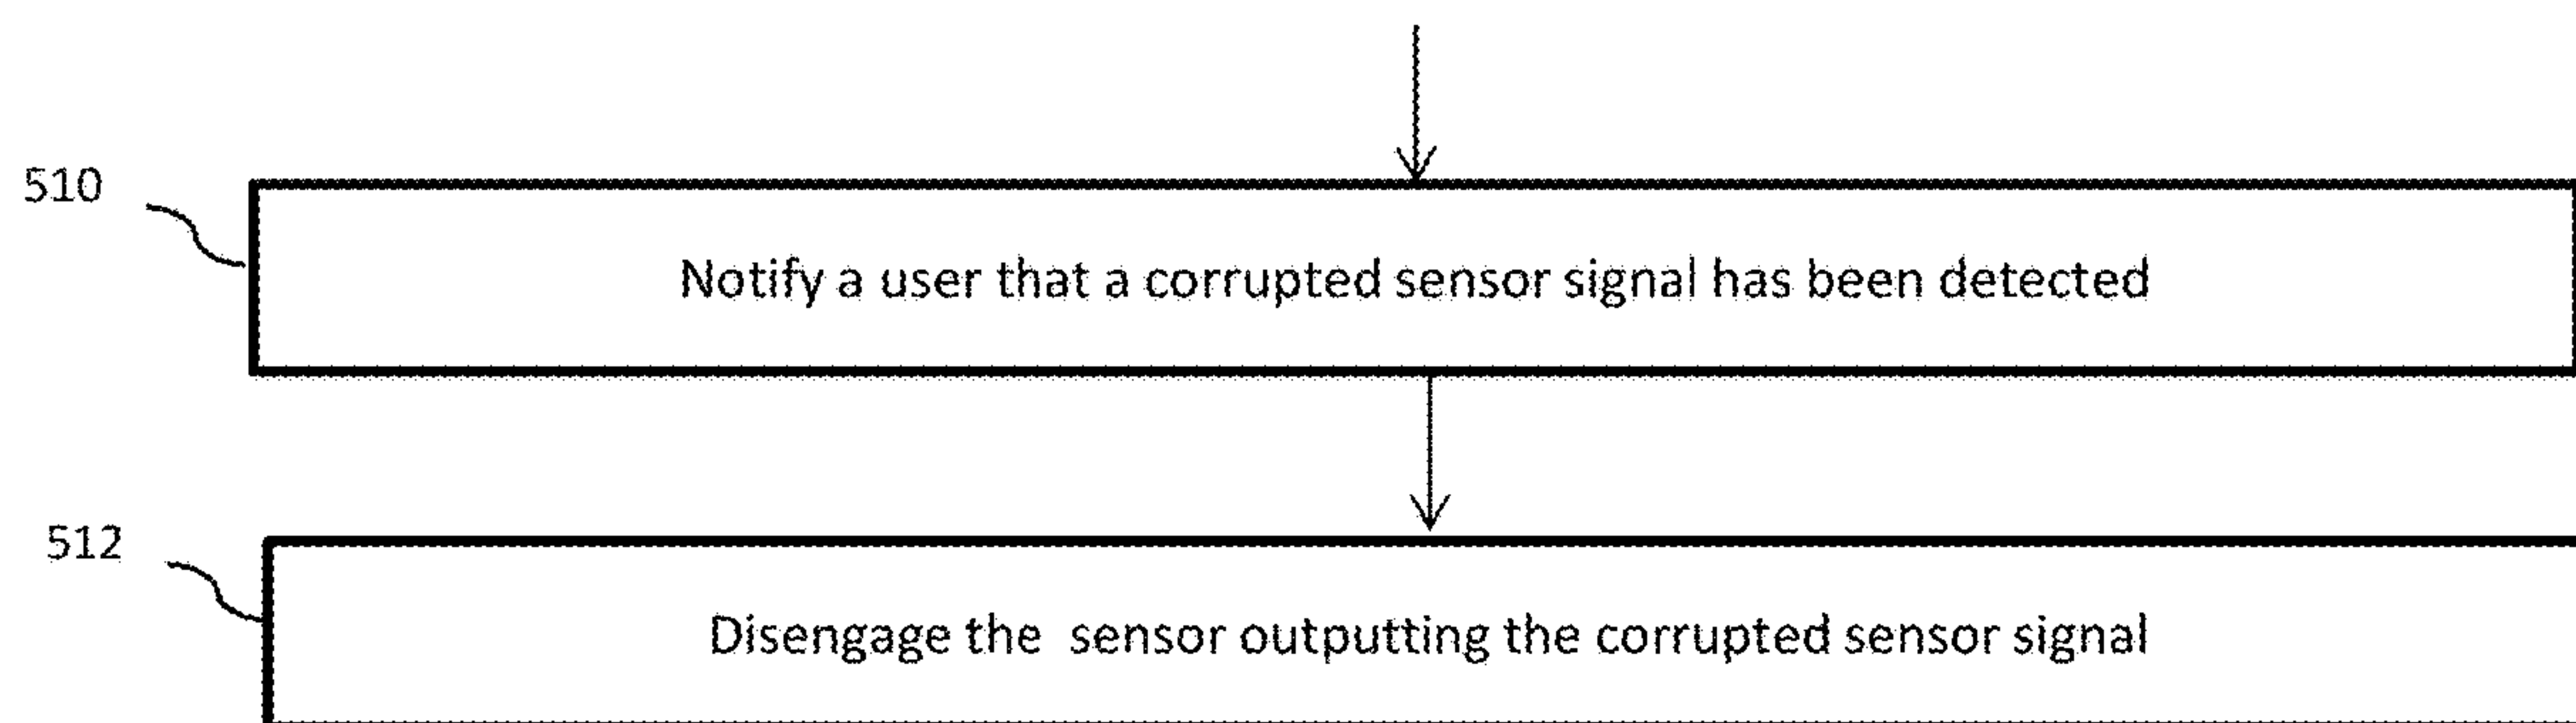 510
Notify a user that a corrupted sensor signal has been detected
512
Disengage the  sensor outputting the corrupted sensor signal